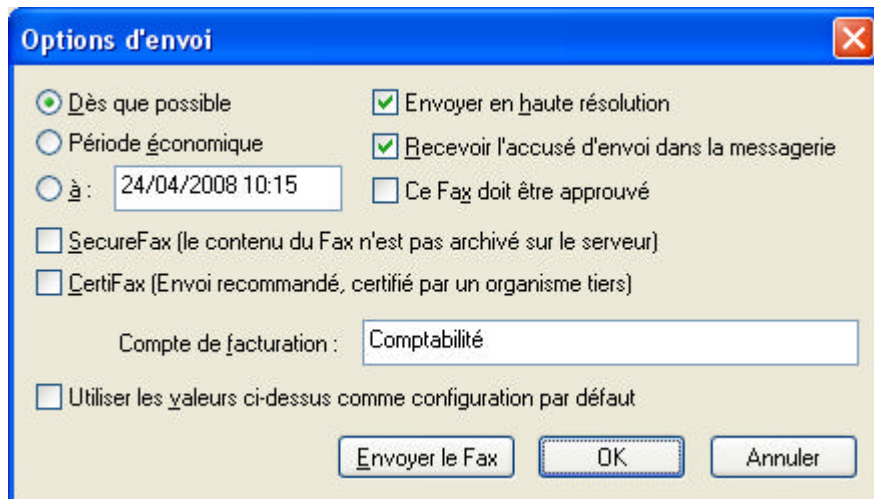 Options d'envoi
Dès que possible
Envoyer en haute résolution
Période économique
Recevoir l'accusé d'envoi dans la messagerie
à : 24/04/2008 10:15
Ce Fax doit être approuvé
SecureFax (le contenu du Fax n'est pas archivé sur le serveur)
CertiFax (Envoi recommandé, certifié par un organisme tiers)
Compte de facturation : Comptabilité
Utiliser les valeurs ci-dessus comme configuration par défaut
Envoyer le Fax OK Annuler